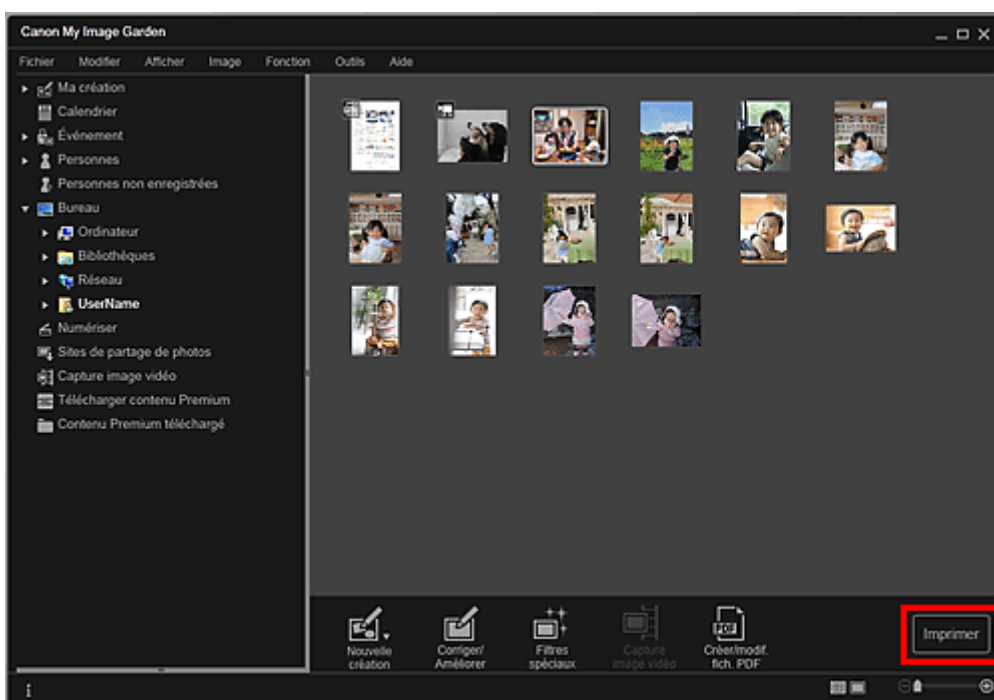 Canon My Image Garden
Fichier Modifier Afficher Image Fonction Outils Aide
Ma création
Calendrier
Événement
Personnes
Personnes non enregistrées
Bureau
Ordinateur
Bibliothèques
Réseau
UserName
Numériser
Sites de partage de photos
Capture image vidéo
Télécharger contenu Premium
Contenu Premium téléchargé
Nouvelle
création
Corriger/
Améliorer
Filtres
spéciaux
Capture
image vidéo
Créer/modif.
fich. PDF
Imprimer